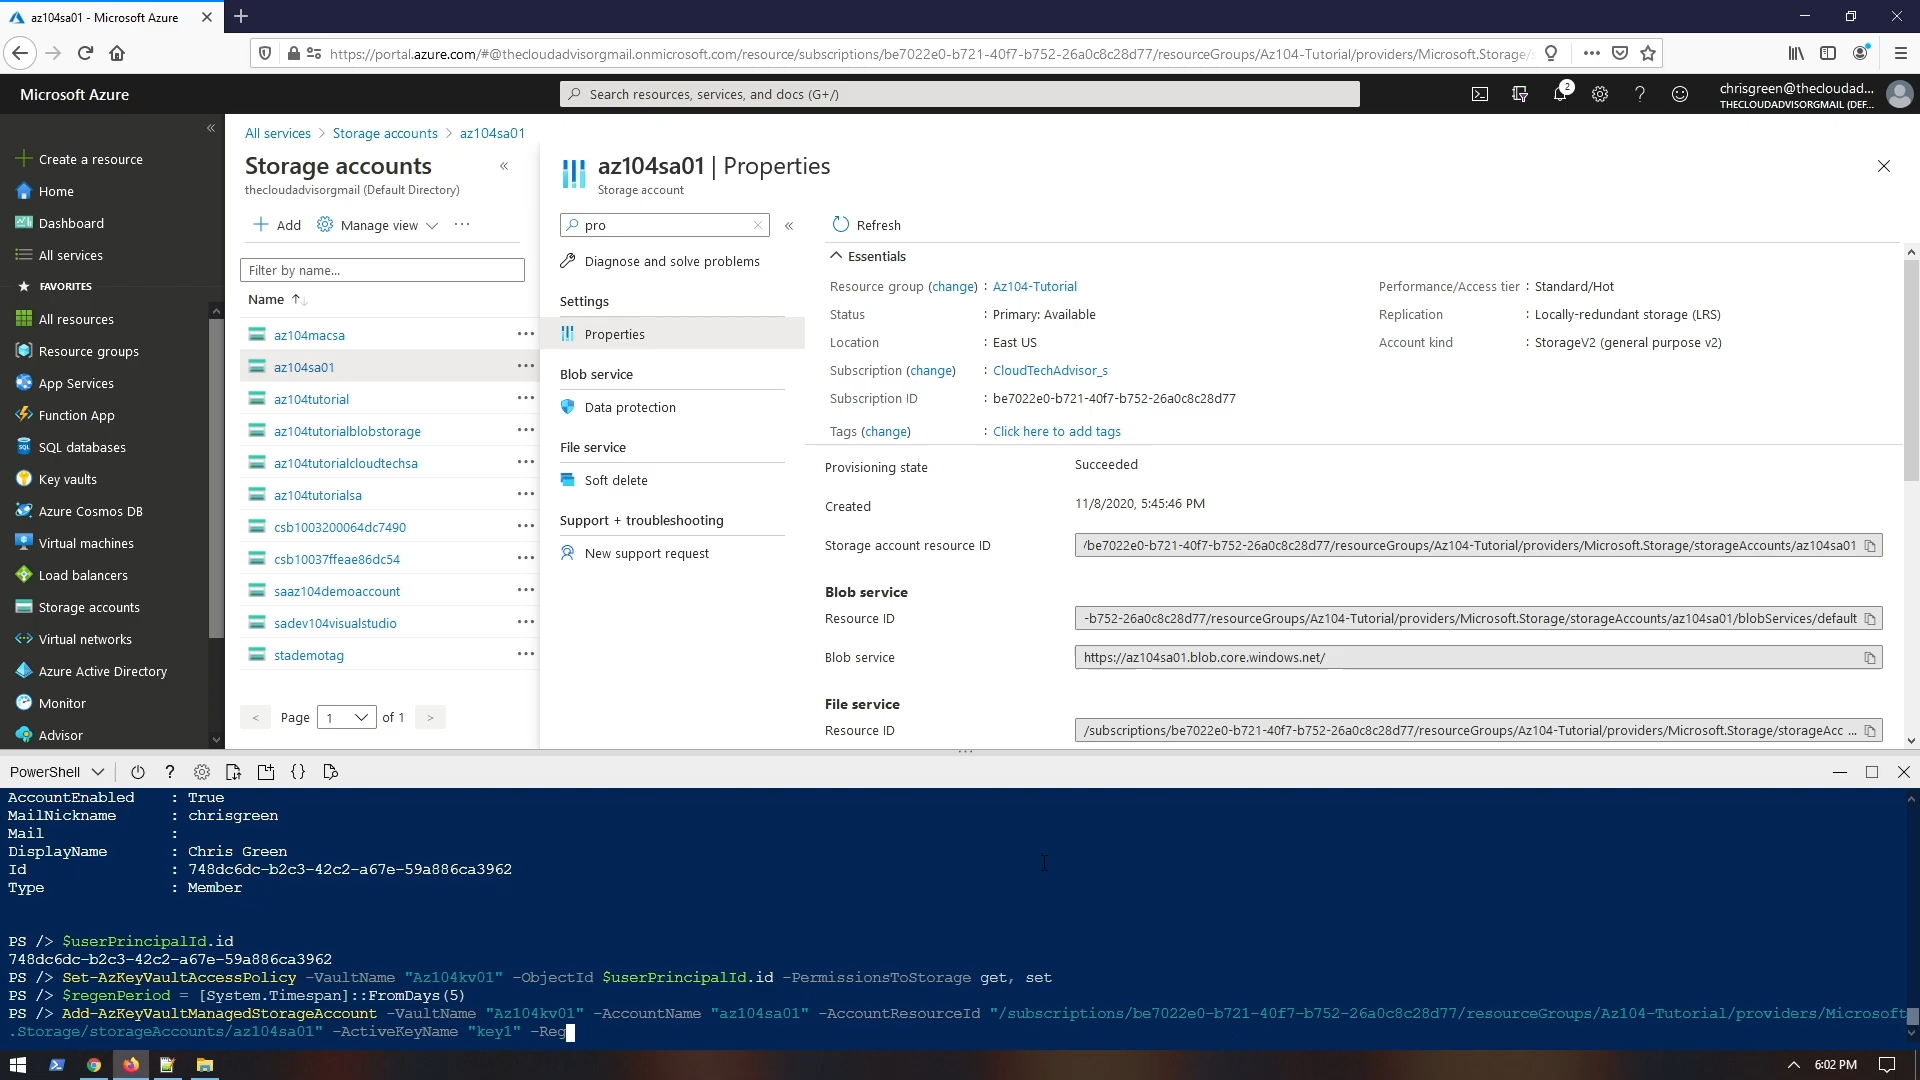 az104sa01 - Microsoft Azure
https://portal.azure.com/#@thecloudadvisorgmail.onmicrosoft.com/resource/subscriptions/be7022e0-b721-40f7-b752-26a0c8c28d77/resourceGroups/Az104-Tutorial/providers/Microsoft.Storage/
Microsoft Azure
Search resources, services, and docs (G+/)
2
chrisgreen@thecloudad...
THECLOUDADVISORGMAIL (DEF...
Create a resource
Home
Dashboard
All services
FAVORITES
All resources
Resource groups
App Services
Function App
SQL databases
Key vaults
Azure Cosmos DB
Virtual machines
Load balancers
Storage accounts
Virtual networks
Azure Active Directory
Monitor
Advisor
All services > Storage accounts > az104sa01
Storage accounts
thecloudadvisorgmail (Default Directory)
Add Manage view ...
Filter by name...
Name
az104macsa
az104sa01
az104tutorial
az104tutorialblobstorage
az104tutorialcloudtechsa
az104tutorialsa
csb1003200064dc7490
csb10037ffeae86dc54
saaz104demoaccount
sadev104visualstudio
stademotag
< Page 1 of 1 >
az104sa01 | Properties
Storage account
pro
Diagnose and solve problems
Settings
Properties
Blob service
Data protection
File service
Soft delete
Support + troubleshooting
New support request
Refresh
Essentials
Resource group (change) : Az104-Tutorial
Status : Primary: Available
Location : East US
Subscription (change) : CloudTechAdvisor_s
Subscription ID : be7022e0-b721-40f7-b752-26a0c8c28d77
Tags (change) : Click here to add tags
Performance/Access tier : Standard/Hot
Replication : Locally-redundant storage (LRS)
Account kind : StorageV2 (general purpose v2)
Provisioning state Succeeded
Created 11/8/2020, 5:45:46 PM
Storage account resource ID /be7022e0-b721-40f7-b752-26a0c8c28d77/resourceGroups/Az104-Tutorial/providers/Microsoft.Storage/storageAccounts/az104sa01
Blob service
Resource ID -b752-26a0c8c28d77/resourceGroups/Az104-Tutorial/providers/Microsoft.Storage/storageAccounts/az104sa01/blobServices/default
Blob service https://az104sa01.blob.core.windows.net/
File service
Resource ID /subscriptions/be7022e0-b721-40f7-b752-26a0c8c28d77/resourceGroups/Az104-Tutorial/providers/Microsoft.Storage/storageAcc ...
PowerShell
AccountEnabled : True
MailNickname : chrisgreen
Mail :
DisplayName : Chris Green
Id : 748dc6dc-b2c3-42c2-a67e-59a886ca3962
Type : Member
PS /> $userPrincipalId.id
748dc6dc-b2c3-42c2-a67e-59a886ca3962
PS /> Set-AzKeyVaultAccessPolicy -VaultName "Az104kv01" -ObjectId $userPrincipalId.id -PermissionsToStorage get, set
PS /> $regenPeriod = [System.Timespan]::FromDays(5)
PS /> Add-AzKeyVaultManagedStorageAccount -VaultName "Az104kv01" -AccountName "az104sa01" -AccountResourceId "/subscriptions/be7022e0-b721-40f7-b752-26a0c8c28d77/resourceGroups/Az104-Tutorial/providers/Microsoft
.Storage/storageAccounts/az104sa01" -ActiveKeyName "key1" -Reg
6:02 PM